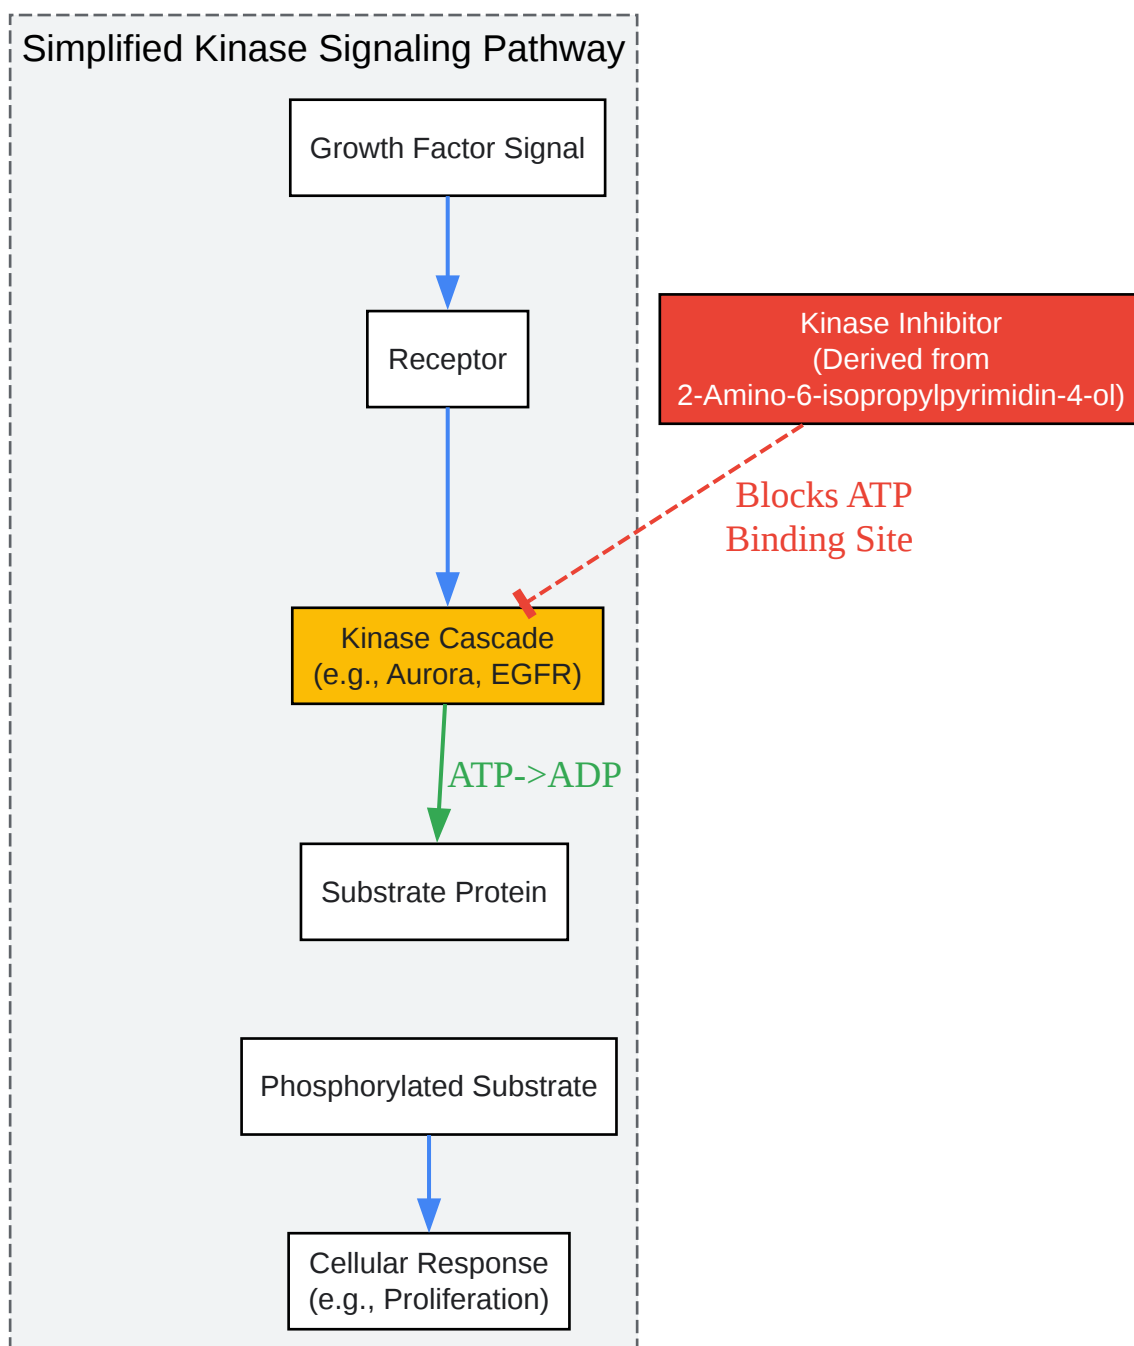 Simplified Kinase Signaling Pathway
Growth Factor Signal
Receptor
Kinase Inhibitor
(Derived from
2-Amino-6-isopropylpyrimidin-4-ol)
Blocks ATP
Binding Site
Kinase Cascade
(e.g., Aurora, EGFR)
ATP->ADP
Substrate Protein
Phosphorylated Substrate
Cellular Response
(e.g., Proliferation)